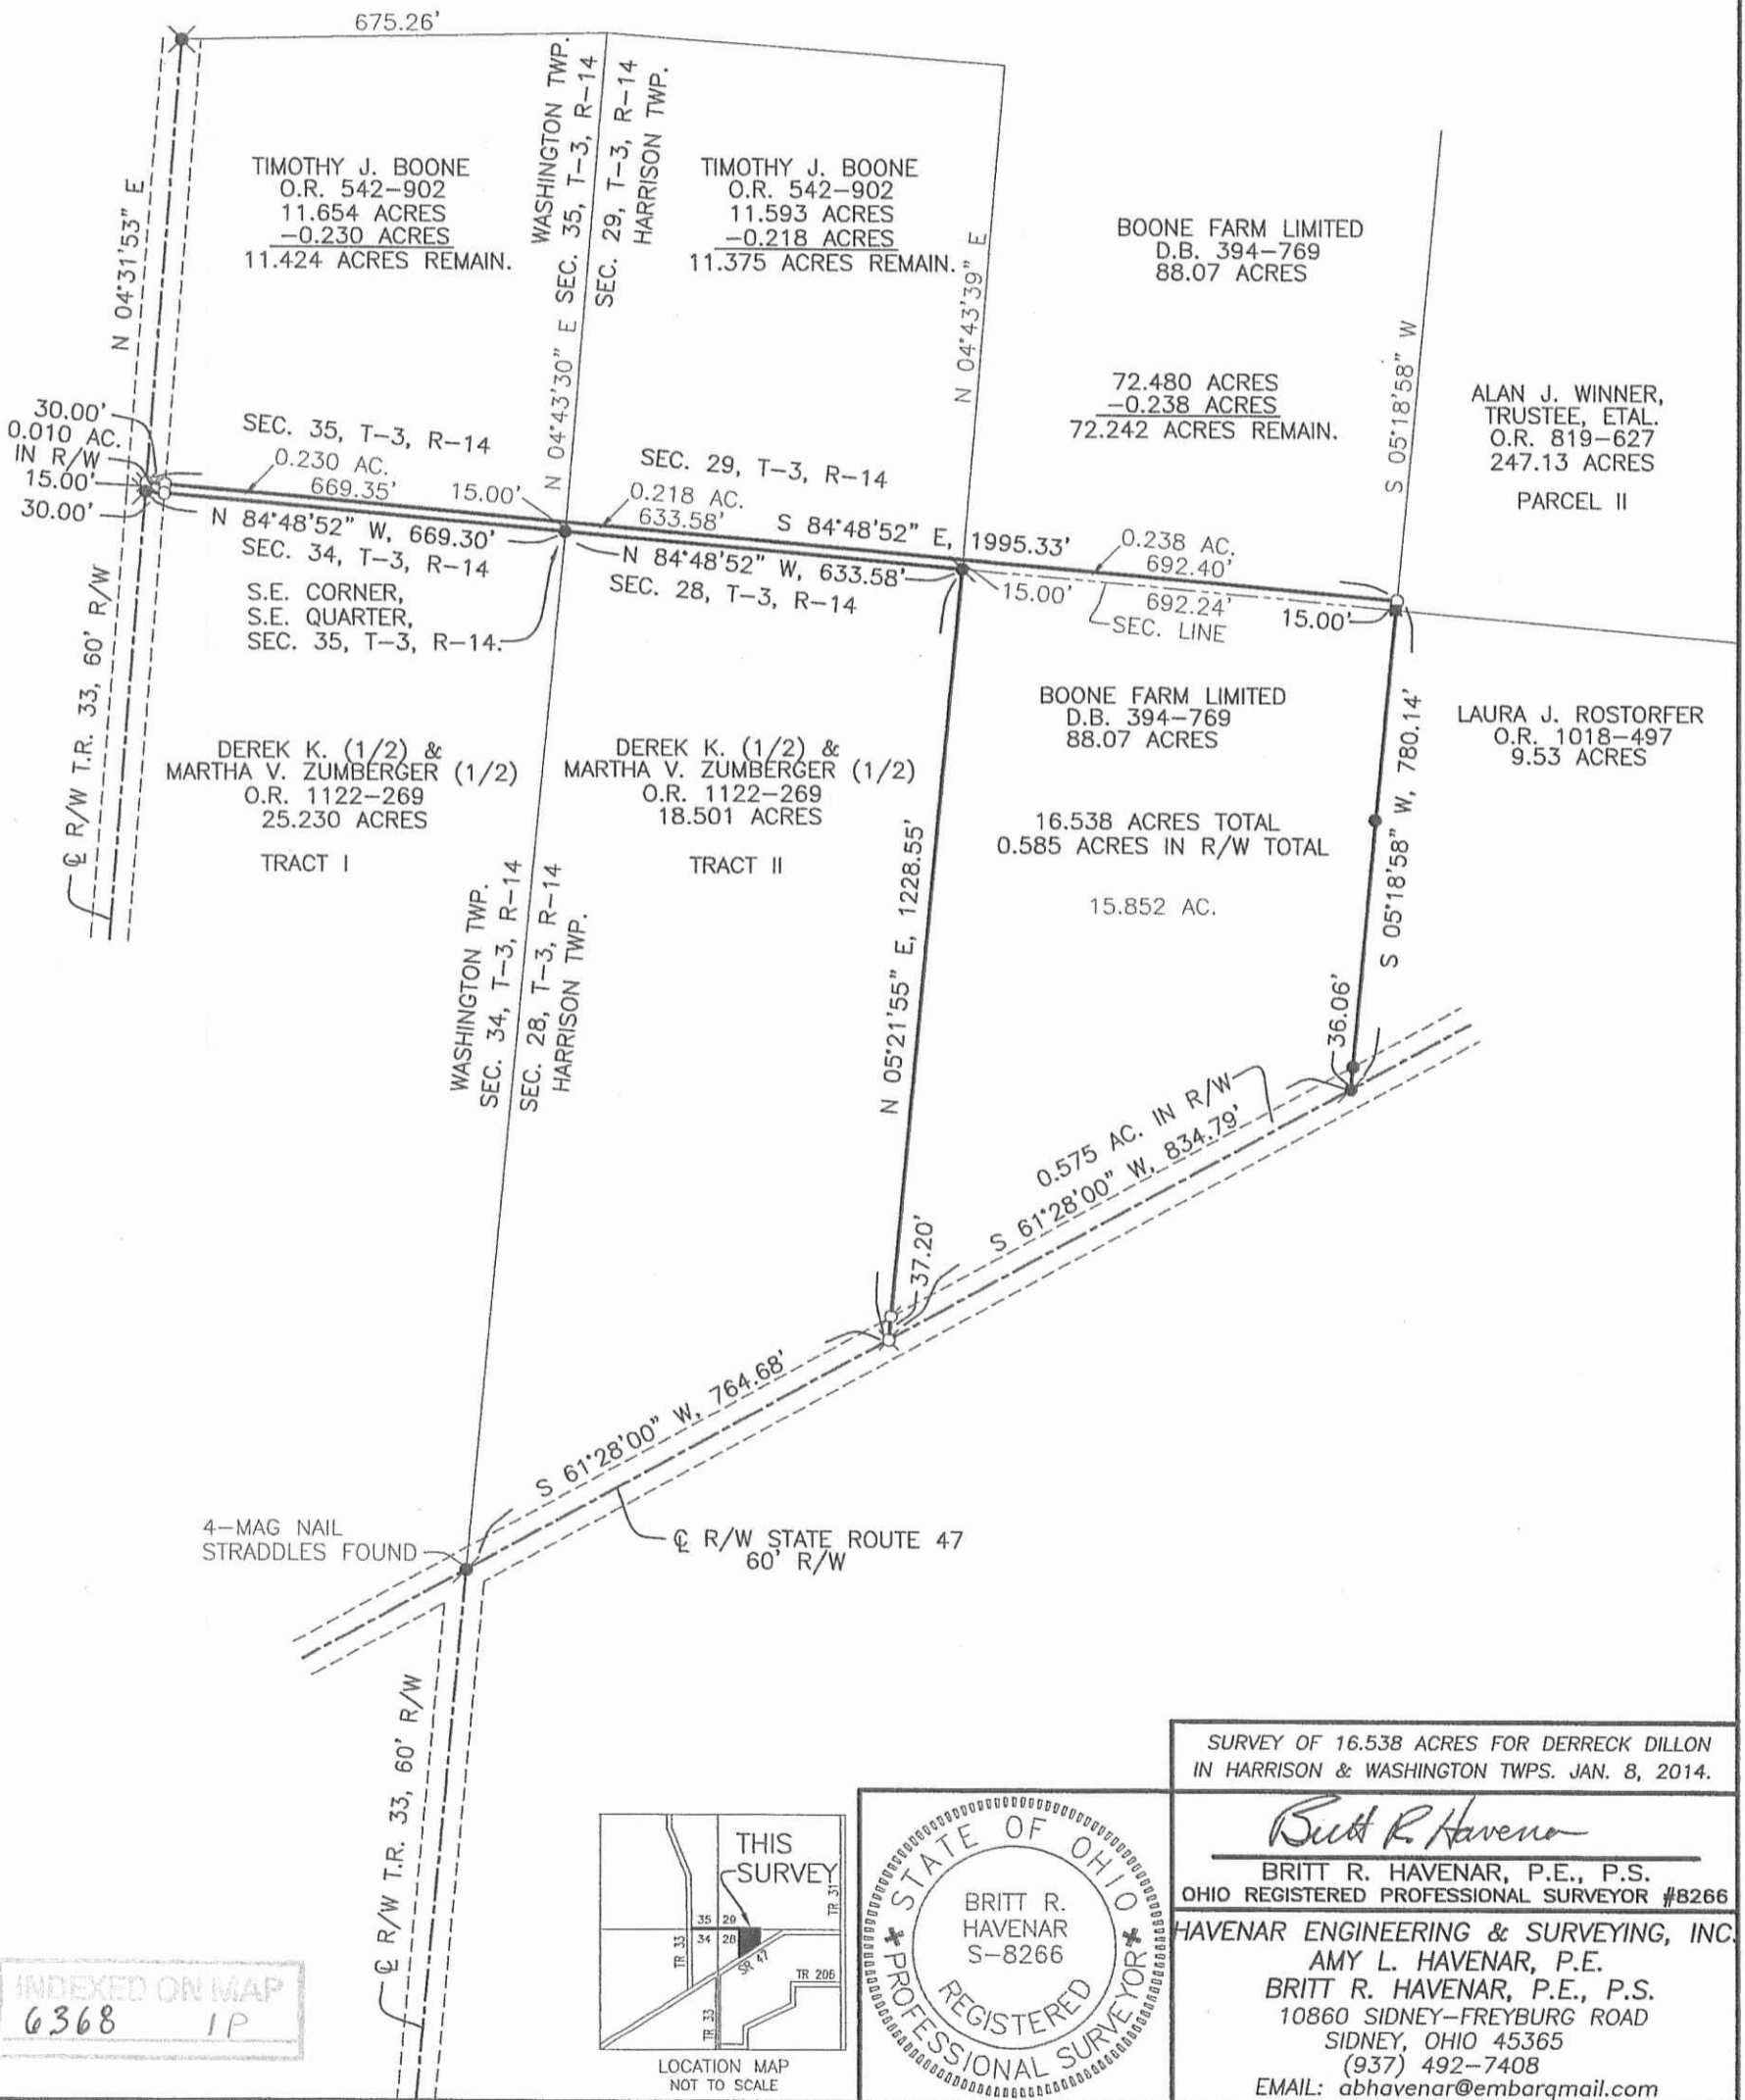 675.26'
N 04°31'53" E
TIMOTHY J. BOONE
O.R. 542-902
11.654 ACRES
-0.230 ACRES
11.424 ACRES REMAIN.
WASHINGTON TWP.
N 04°43'30" E SEC. 35, T-3, R-14
SEC. 29, T-3, R-14
HARRISON TWP.
TIMOTHY J. BOONE
O.R. 542-902
11.593 ACRES
-0.218 ACRES
11.375 ACRES REMAIN.
N 04°43'39" E
BOONE FARM LIMITED
D.B. 394-769
88.07 ACRES
72.480 ACRES
-0.238 ACRES
72.242 ACRES REMAIN.
S 05°18'58" W
ALAN J. WINNER,
TRUSTEE, ETAL.
O.R. 819-627
247.13 ACRES
PARCEL II
30.00'
0.010 AC.
IN R/W
15.00'
30.00'
SEC. 35, T-3, R-14
0.230 AC.
669.35'
15.00'
N 84°48'52" W, 669.30'
SEC. 34, T-3, R-14
S.E. CORNER,
S.E. QUARTER,
SEC. 35, T-3, R-14.
SEC. 29, T-3, R-14
0.218 AC.
633.58'
S 84°48'52" E, 1995.33'
N 84°48'52" W, 633.58'
SEC. 28, T-3, R-14
15.00'
0.238 AC.
692.40'
692.24'
SEC. LINE
15.00'
℄ R/W T.R. 33, 60' R/W
DEREK K. (1/2) &
MARTHA V. ZUMBERGER (1/2)
O.R. 1122-269
25.230 ACRES
TRACT I
DEREK K. (1/2) &
MARTHA V. ZUMBERGER (1/2)
O.R. 1122-269
18.501 ACRES
TRACT II
WASHINGTON TWP.
SEC. 34, T-3, R-14
SEC. 28, T-3, R-14
HARRISON TWP.
N 05°21'55" E, 1228.55'
BOONE FARM LIMITED
D.B. 394-769
88.07 ACRES
16.538 ACRES TOTAL
0.585 ACRES IN R/W TOTAL
15.852 AC.
S 05°18'58" W, 780.14'
LAURA J. ROSTORFER
O.R. 1018-497
9.53 ACRES
36.06'
0.575 AC. IN R/W
S 61°28'00" W, 834.79'
37.20'
S 61°28'00" W, 764.68'
4-MAG NAIL
STRADDLES FOUND
℄ R/W STATE ROUTE 47
60' R/W
℄ R/W T.R. 33, 60' R/W
INDEXED ON MAP
6368 1P
THIS
SURVEY
35 29
34 28
TR 33
TR 31
SR 47
TR 206
TR 33
LOCATION MAP
NOT TO SCALE
STATE OF OHIO
BRITT R.
HAVENAR
S-8266
REGISTERED
PROFESSIONAL SURVEYOR
SURVEY OF 16.538 ACRES FOR DERRECK DILLON
IN HARRISON & WASHINGTON TWPS. JAN. 8, 2014.
Britt R. Havenar
BRITT R. HAVENAR, P.E., P.S.
OHIO REGISTERED PROFESSIONAL SURVEYOR #8266
HAVENAR ENGINEERING & SURVEYING, INC.
AMY L. HAVENAR, P.E.
BRITT R. HAVENAR, P.E., P.S.
10860 SIDNEY-FREYBURG ROAD
SIDNEY, OHIO 45365
(937) 492-7408
EMAIL: abhavenar@embarqmail.com